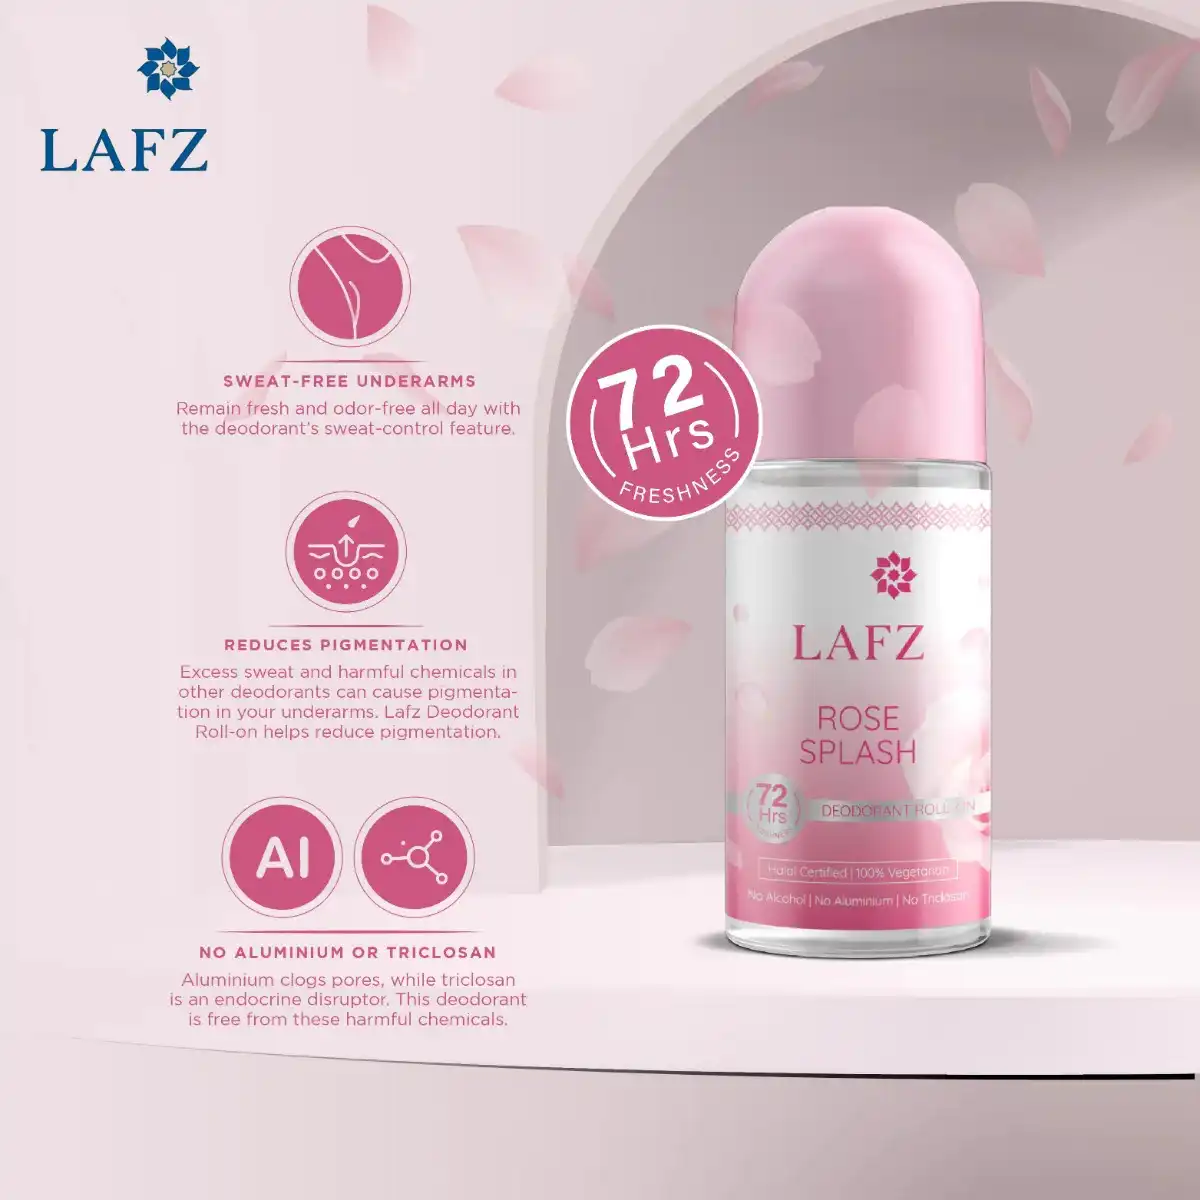 LAFZ
SWEAT-FREE UNDERARMS
Remain fresh and odor-free all day with
the deodorant's sweat-control feature.
REDUCES PIGMENTATION
Excess sweat and harmful chemicals in
other deodorants can cause pigmenta-
tion in your underarms. Lafz Deodorant
Roll-on helps reduce pigmentation.
Al
NO ALUMINIUM OR TRICLOSAN
Aluminium clogs pores, while triclosan
is an endocrine disruptor. This deodorant
is free from these harmful chemicals.
72
Hrs
FRESHNESS
LAFZ
ROSE
SPLASH
72
Hrs
FRESHNESS
DEODORANT ROLL-ON
Halal Certified | 100% Vegetarian
No Alcohol | No Aluminium | No Triclosan